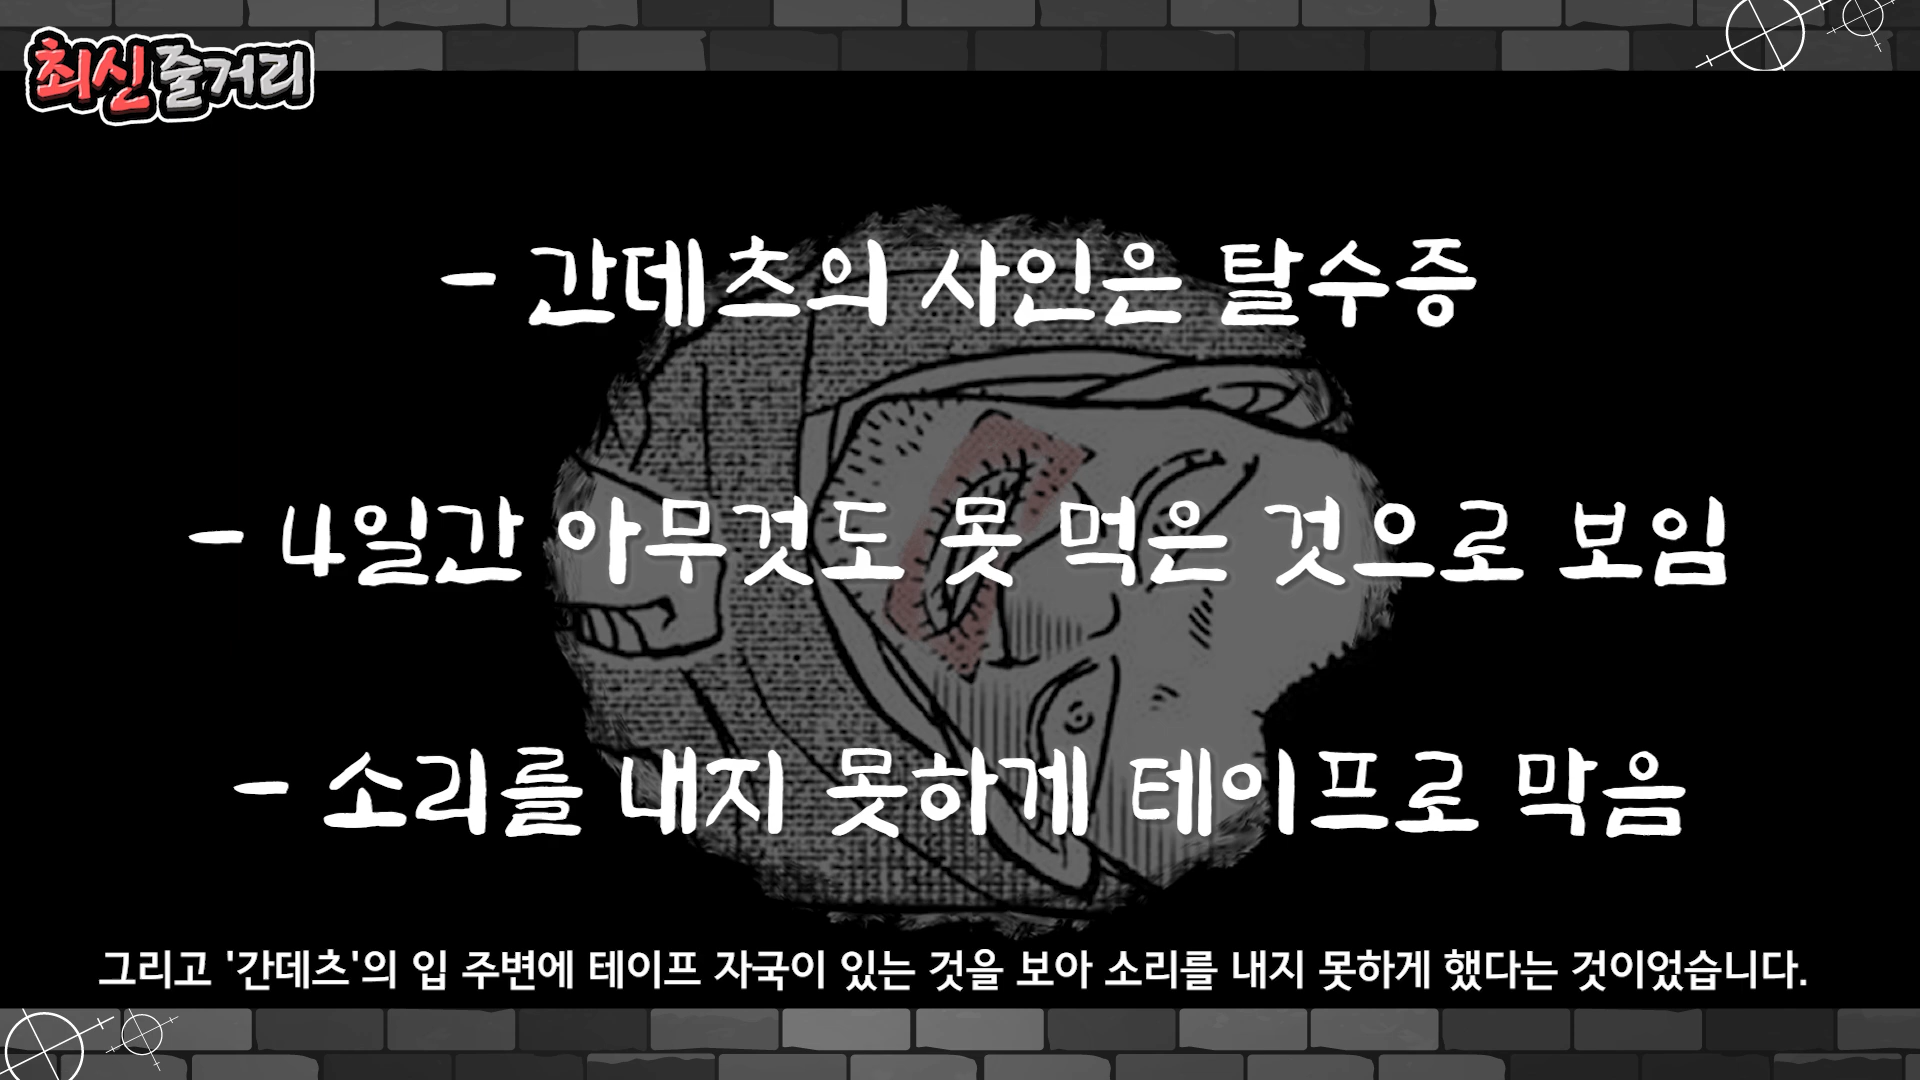 최신줄거리
- 간데츠의 사인은 탈수증
- 4일간 아무것도 못 먹은 것으로 보임
- 소리를 내지 못하게 테이프로 막음
그리고 '간데츠'의 입 주변에 테이프 자국이 있는 것을 보아 소리를 내지 못하게 했다는 것이었습니다.